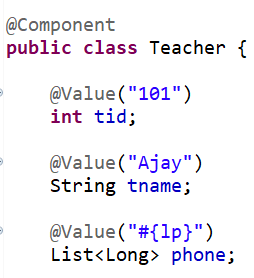 @Component
public class Teacher {
@Value("101")
int tid;
@Value("Ajay")
String tname;
@Value("#{lp}")
List<Long> phone;